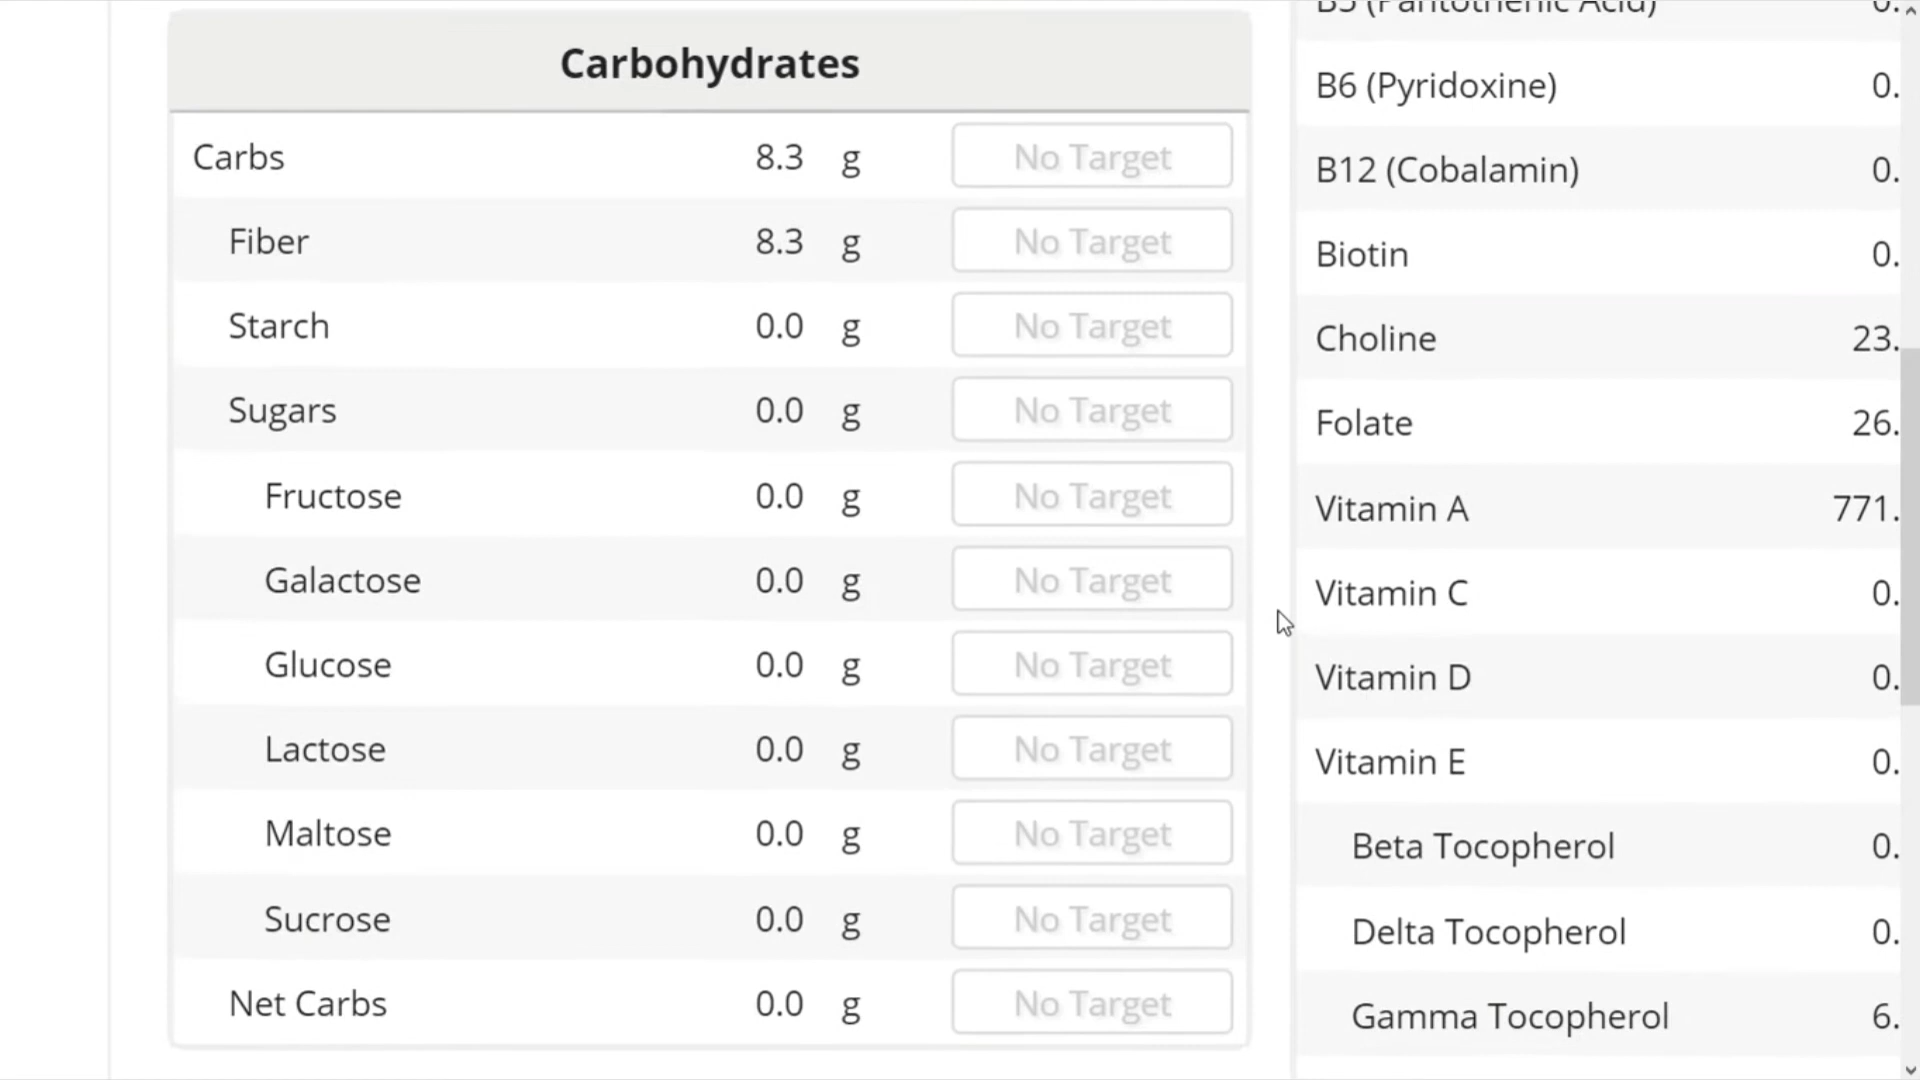 Carbohydrates
Carbs 8.3 g No Target
Fiber 8.3 g No Target
Starch 0.0 g No Target
Sugars 0.0 g No Target
Fructose 0.0 g No Target
Galactose 0.0 g No Target
Glucose 0.0 g No Target
Lactose 0.0 g No Target
Maltose 0.0 g No Target
Sucrose 0.0 g No Target
Net Carbs 0.0 g No Target
B5 (Pantothenic Acid) 0.
B6 (Pyridoxine) 0.
B12 (Cobalamin) 0.
Biotin 0.
Choline 23.
Folate 26.
Vitamin A 771.
Vitamin C 0.
Vitamin D 0.
Vitamin E 0.
Beta Tocopherol 0.
Delta Tocopherol 0.
Gamma Tocopherol 6.